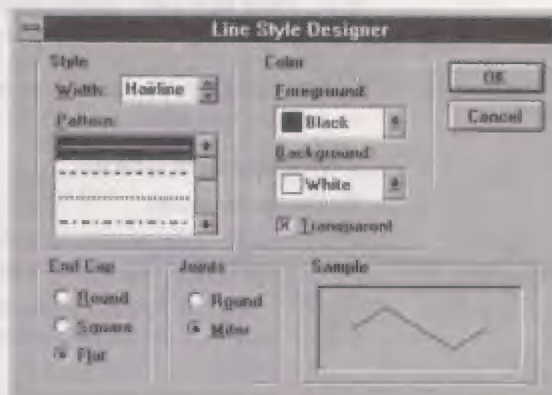 Line Style Designer
Style
Width: Hairline
Pattern:
Color
Foreground:
Black
Background:
White
Transparent
OK
Cancel
End Cap
Round
Square
Flat
Joints
Round
Miter
Sample